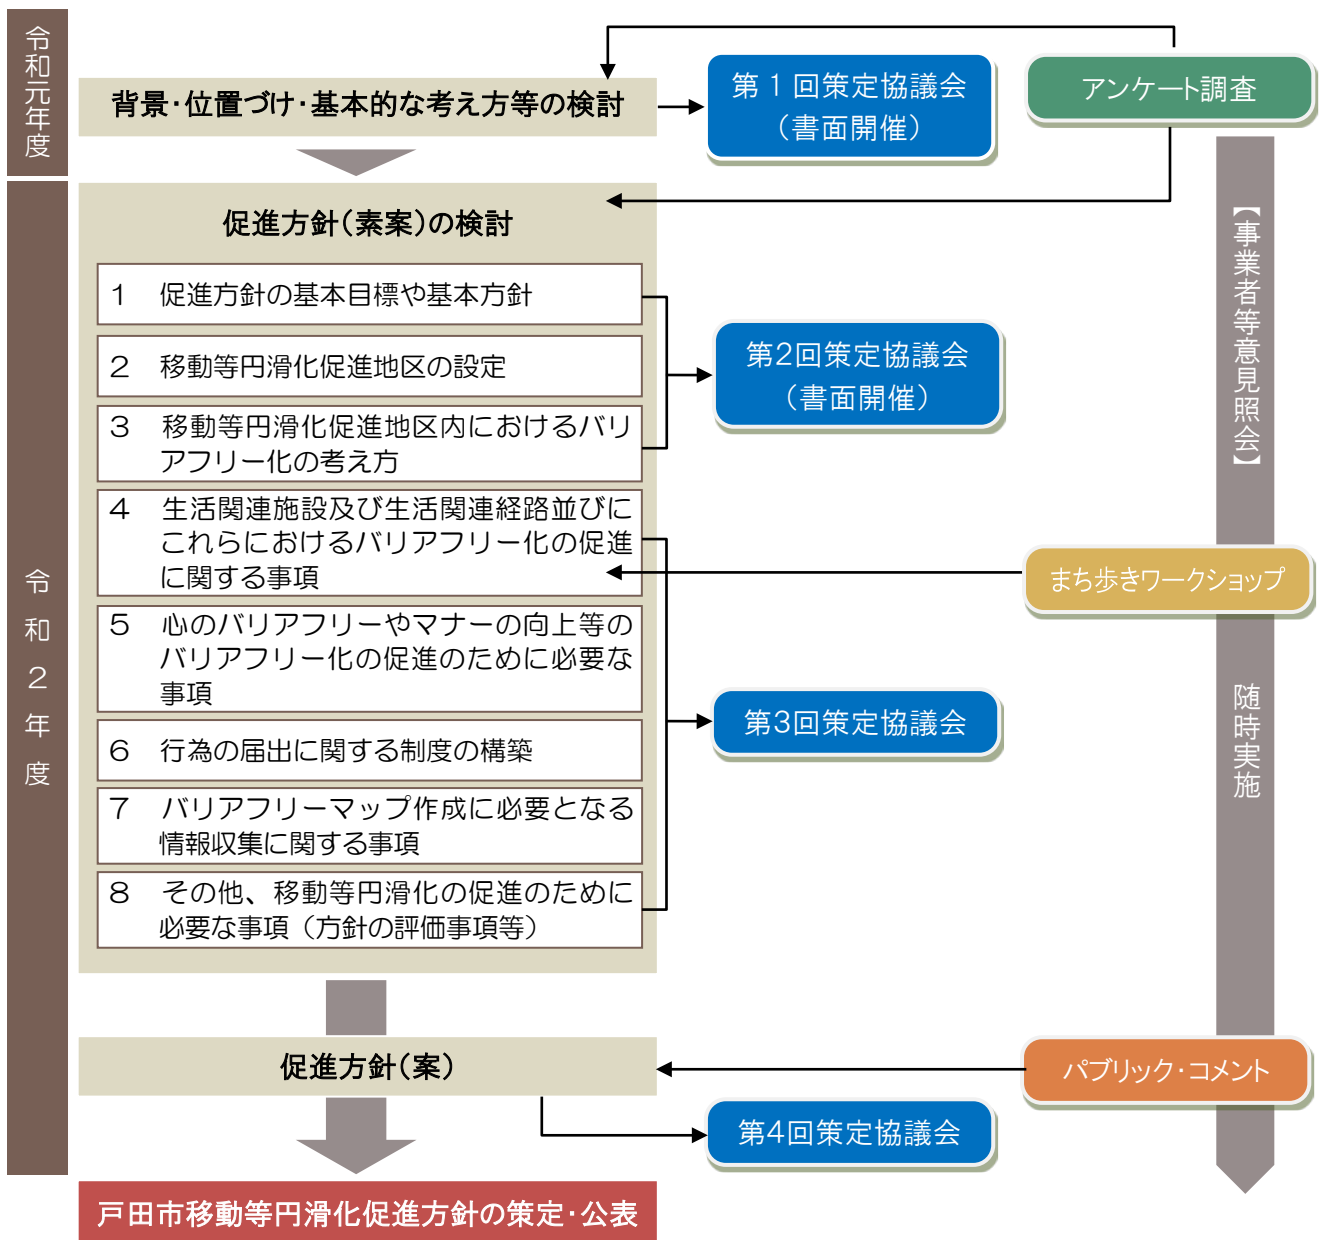 令和元年度
背景・位置づけ・基本的な考え方等の検討
第1回策定協議会
（書面開催）
アンケート調査
令和2年度
促進方針（素案）の検討
1 促進方針の基本目標や基本方針
2 移動等円滑化促進地区の設定
3 移動等円滑化促進地区内におけるバリ
アフリー化の考え方
第2回策定協議会
（書面開催）
4 生活関連施設及び生活関連経路並びに
これらにおけるバリアフリー化の促進
に関する事項
5 心のバリアフリーやマナーの向上等の
バリアフリー化の促進のために必要な
事項
6 行為の届出に関する制度の構築
7 バリアフリーマップ作成に必要となる
情報収集に関する事項
8 その他、移動等円滑化の促進のために
必要な事項（方針の評価事項等）
第3回策定協議会
【事業者等意見照会】
まち歩きワークショップ
随時実施
促進方針（案）
パブリック・コメント
第4回策定協議会
戸田市移動等円滑化促進方針の策定・公表